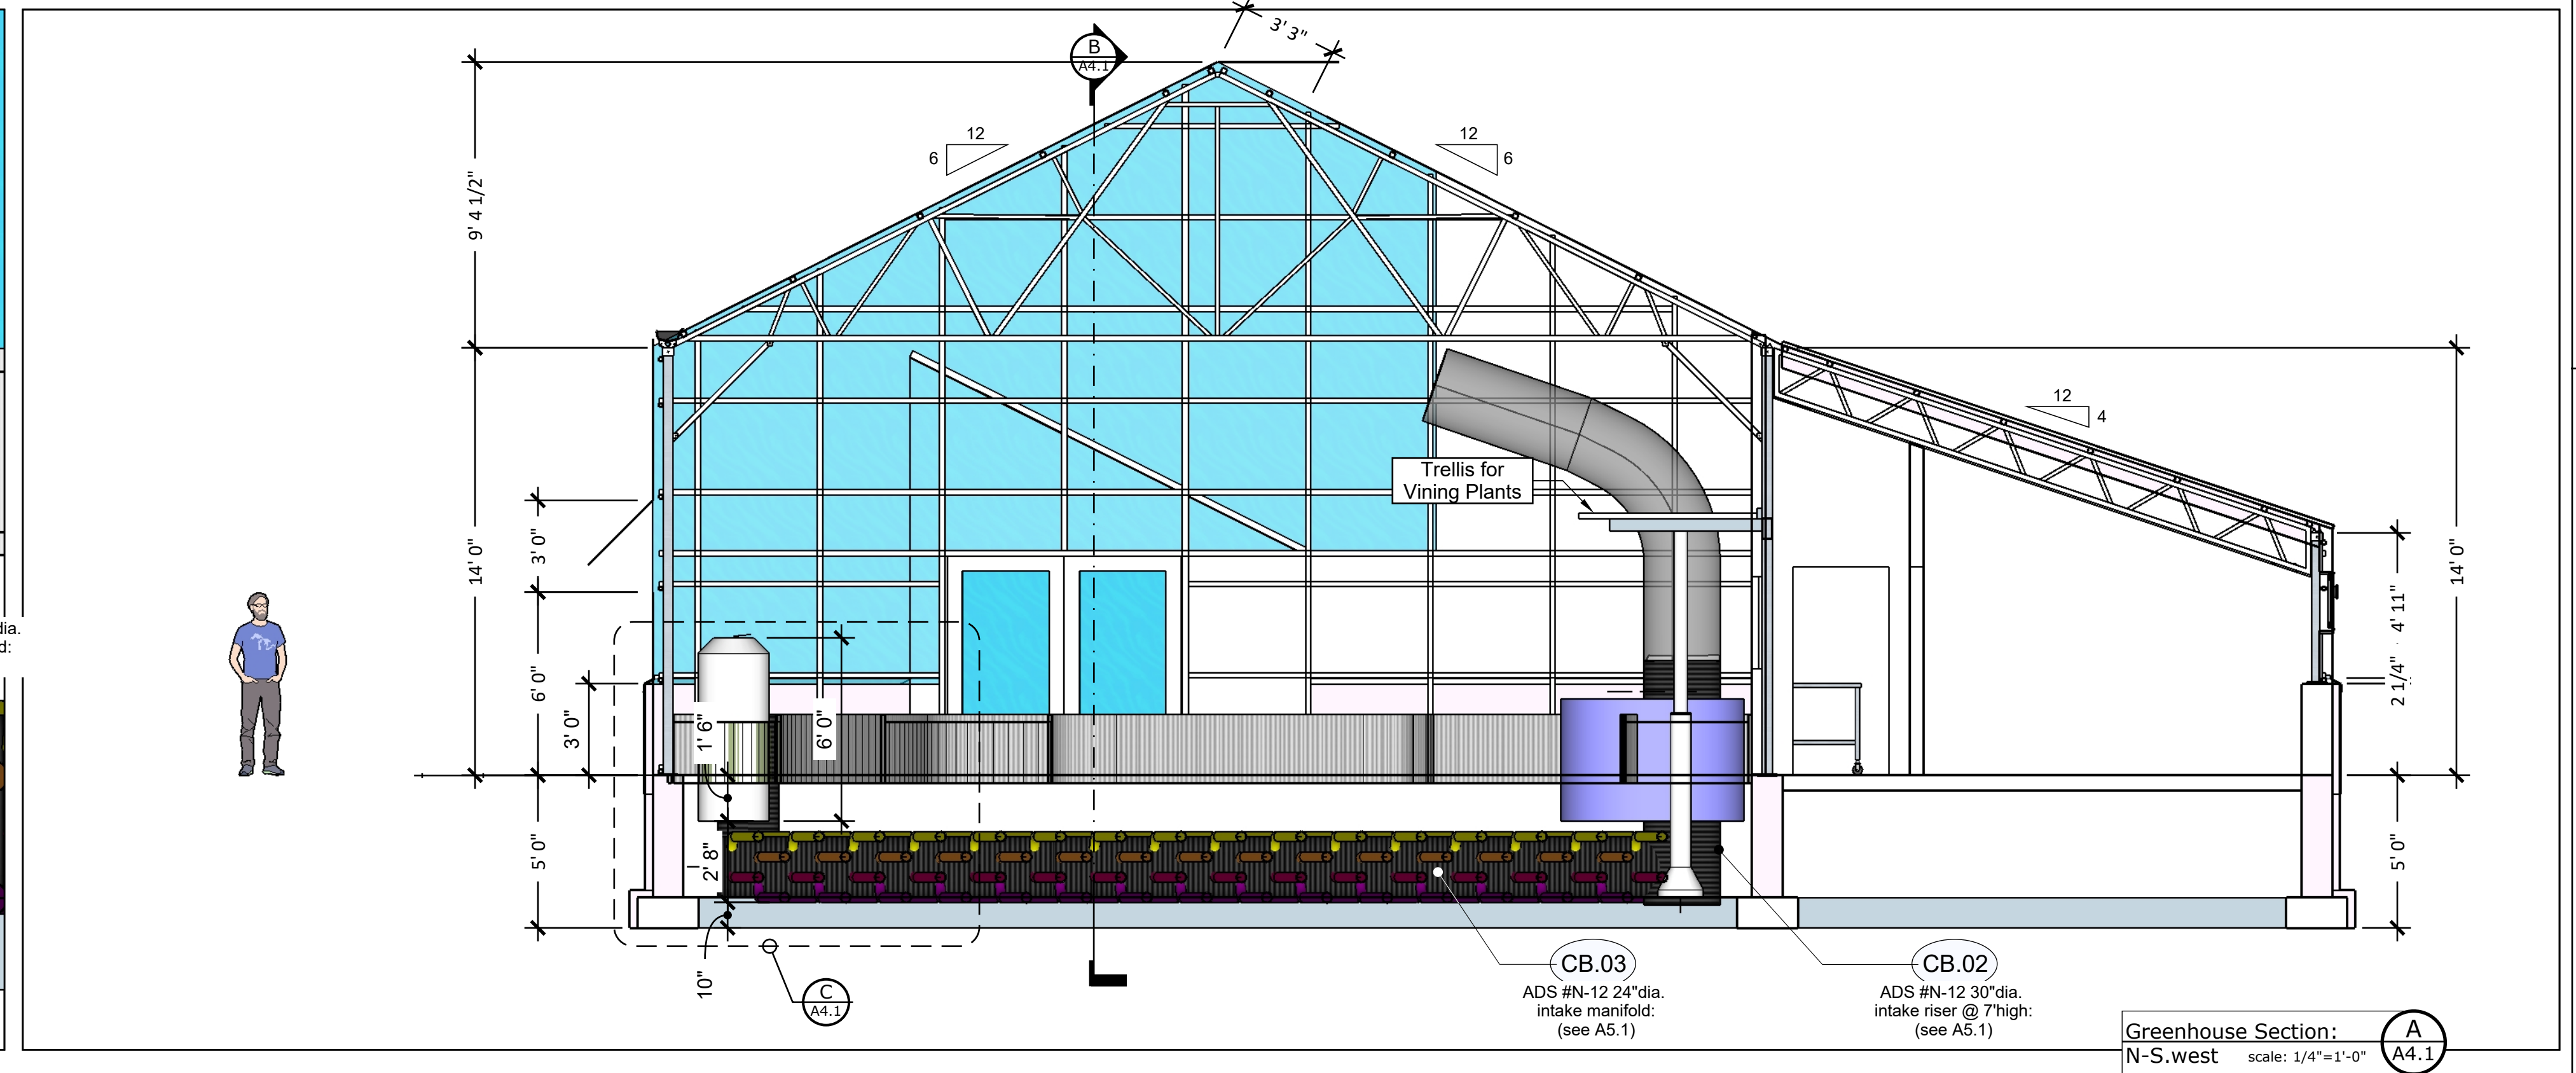 3' 3"
B
A4.1
12
6
12
6
9' 4 1/2"
12
4
Trellis for
Vining Plants
14' 0"
3' 0"
6' 0"
3' 0"
1' 6"
6' 0"
14' 0"
4' 11"
2 1/4"
dia.
d:
5' 0"
2' 8"
10"
5' 0"
C
A4.1
CB.03
ADS #N-12 24"dia.
intake manifold:
(see A5.1)
CB.02
ADS #N-12 30"dia.
intake riser @ 7'high:
(see A5.1)
Greenhouse Section:
N-S.west scale: 1/4"=1'-0"
A
A4.1